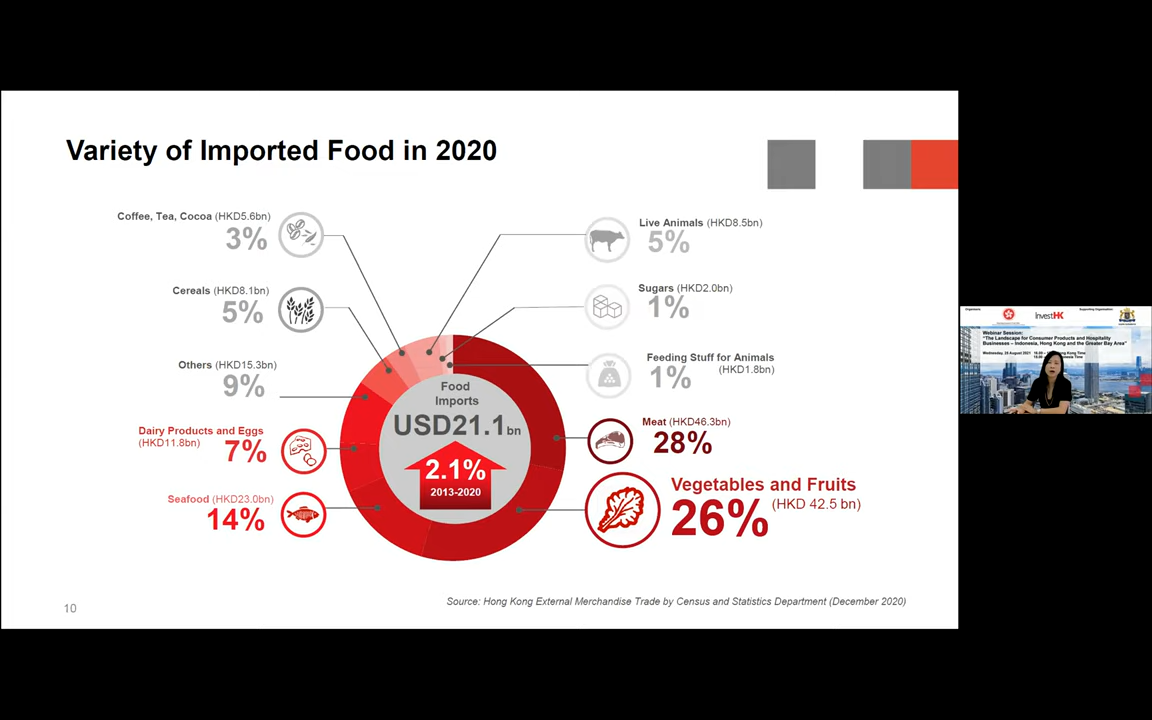 Variety of Imported Food in 2020
Coffee, Tea, Cocoa (HKD5.6bn)
3%
Cereals (HKD8.1bn)
5%
Others (HKD15.3bn)
9%
Dairy Products and Eggs
(HKD11.8bn)
7%
Seafood (HKD23.0bn)
14%
Food
Imports
USD21.1bn
2.1%
2013-2020
Live Animals (HKD8.5bn)
5%
Sugars (HKD2.0bn)
1%
Feeding Stuff for Animals
(HKD1.8bn)
1%
Meat (HKD46.3bn)
28%
Vegetables and Fruits
26% (HKD 42.5 bn)
Source: Hong Kong External Merchandise Trade by Census and Statistics Department (December 2020)
10
InvestHK
Webinar Session:
"The Landscape for Consumer Products and Hospitality
Businesses – Indonesia, Hong Kong and the Greater Bay Area"